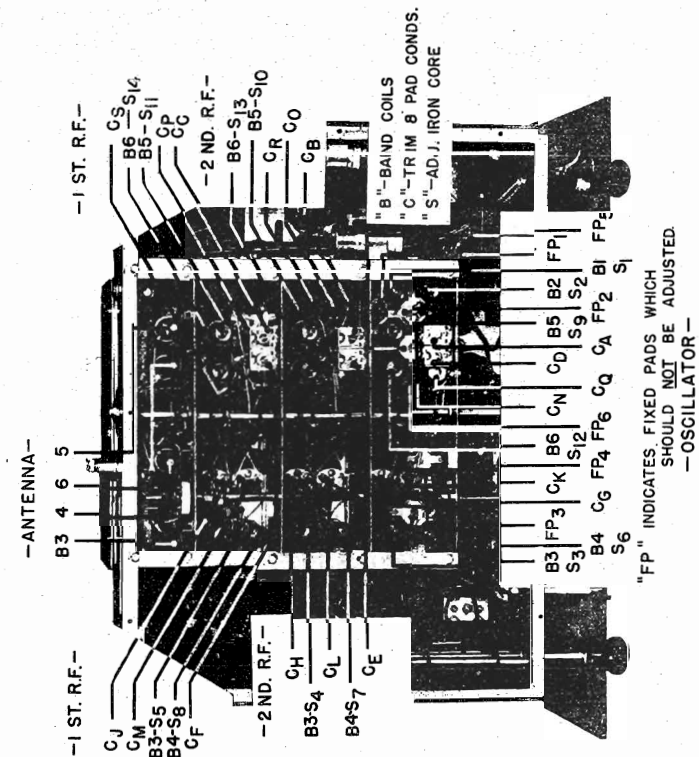 -ANTENNA-
B3
4
6
5
-1 ST. R.F.-
CJ
CM
B3-S5
B4-S8
CF
-2 ND. R.F.-
CH
B3-S4
CL
B4-S7
CE
-1 ST. R.F.-
CS
B6-S14
B5-S11
CP
CC
-2 ND. R.F.-
B6-S13
B5-S10
CR
CO
CB
"B"-BAIND COILS
"C"-TRIM 8 PAD CONDS.
"S"-ADJ. IRON CORE
B3 FP3 CK FP4 B6 CN CD B5 B2 FP1
S3 S12 FP6 S9 FP2 S2 FP5
B4 CG CQ CA B1
S6 S1
"FP" INDICATES FIXED PADS WHICH
SHOULD NOT BE ADJUSTED.
-OSCILLATOR-